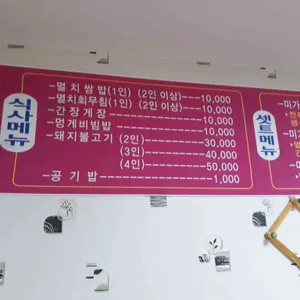 식사메뉴
-멸치쌈밥(1인) (2인 이상)----10,000
-멸치회무침(1인) (2인 이상)---10,000
-간장게장----10,000
-멍게비빔밥----10,000
-돼지불고기 (2인)----30,000
(3인)----40,000
(4인)----50,000
-공기밥----1,000
셋트메뉴